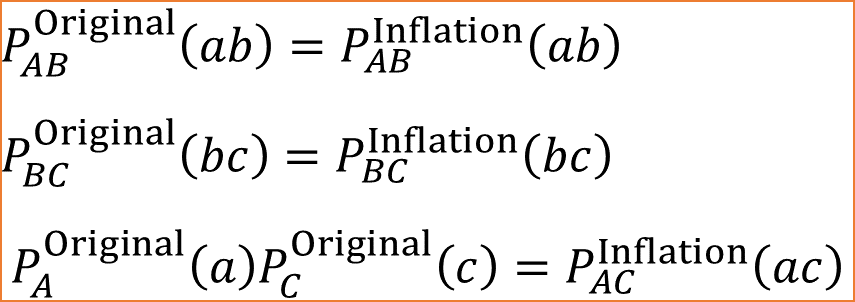 P_{AB}^{Original}(ab) = P_{AB}^{Inflation}(ab)
P_{BC}^{Original}(bc) = P_{BC}^{Inflation}(bc)
P_{A}^{Original}(a)P_{C}^{Original}(c) = P_{AC}^{Inflation}(ac)